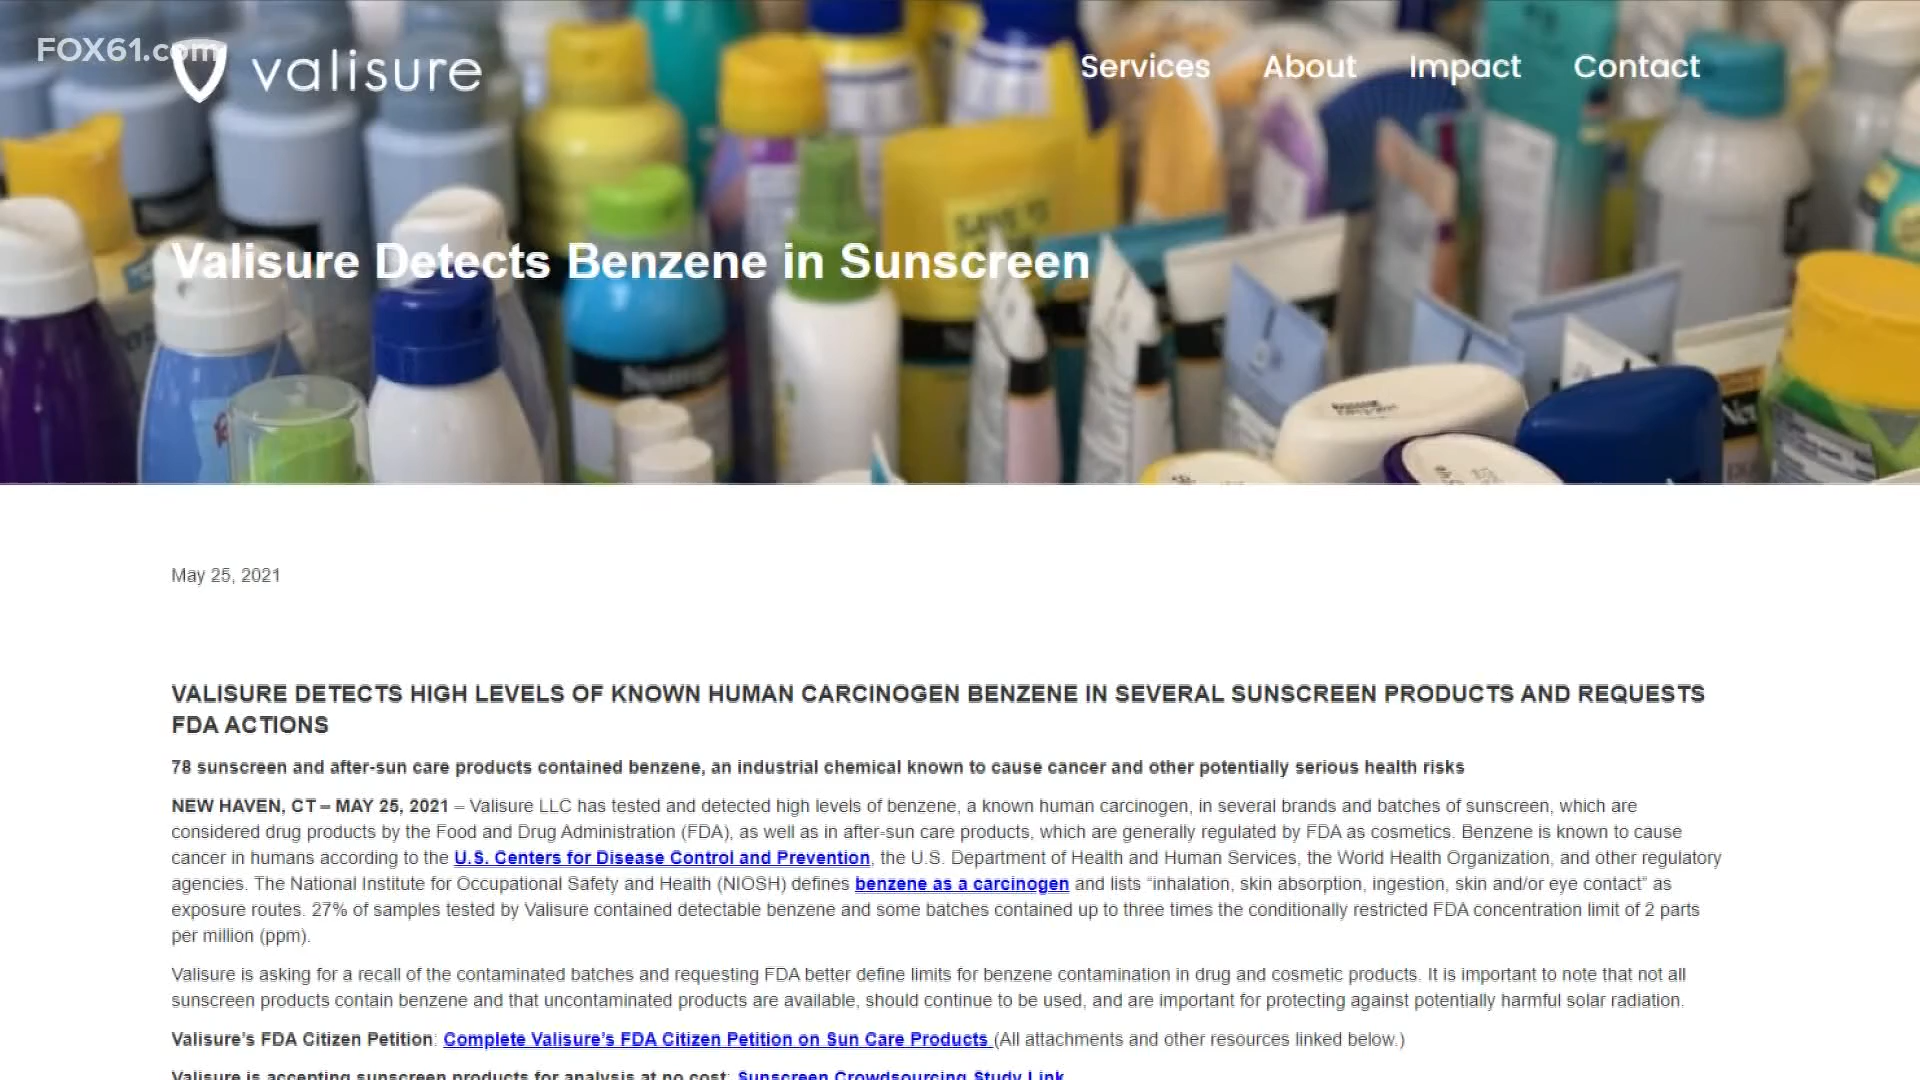 FOX61.com
valisure
Services About Impact Contact
Valisure Detects Benzene in Sunscreen
May 25, 2021
VALISURE DETECTS HIGH LEVELS OF KNOWN HUMAN CARCINOGEN BENZENE IN SEVERAL SUNSCREEN PRODUCTS AND REQUESTS
FDA ACTIONS
78 sunscreen and after-sun care products contained benzene, an industrial chemical known to cause cancer and other potentially serious health risks
NEW HAVEN, CT – MAY 25, 2021 – Valisure LLC has tested and detected high levels of benzene, a known human carcinogen, in several brands and batches of sunscreen, which are
considered drug products by the Food and Drug Administration (FDA), as well as in after-sun care products, which are generally regulated by FDA as cosmetics. Benzene is known to cause
cancer in humans according to the U.S. Centers for Disease Control and Prevention, the U.S. Department of Health and Human Services, the World Health Organization, and other regulatory
agencies. The National Institute for Occupational Safety and Health (NIOSH) defines benzene as a carcinogen and lists “inhalation, skin absorption, ingestion, skin and/or eye contact” as
exposure routes. 27% of samples tested by Valisure contained detectable benzene and some batches contained up to three times the conditionally restricted FDA concentration limit of 2 parts
per million (ppm).
Valisure is asking for a recall of the contaminated batches and requesting FDA better define limits for benzene contamination in drug and cosmetic products. It is important to note that not all
sunscreen products contain benzene and that uncontaminated products are available, should continue to be used, and are important for protecting against potentially harmful solar radiation.
Valisure’s FDA Citizen Petition: Complete Valisure’s FDA Citizen Petition on Sun Care Products (All attachments and other resources linked below.)
Valisure is accepting sunscreen products for analysis at no cost: Sunscreen Crowdsourcing Study Link